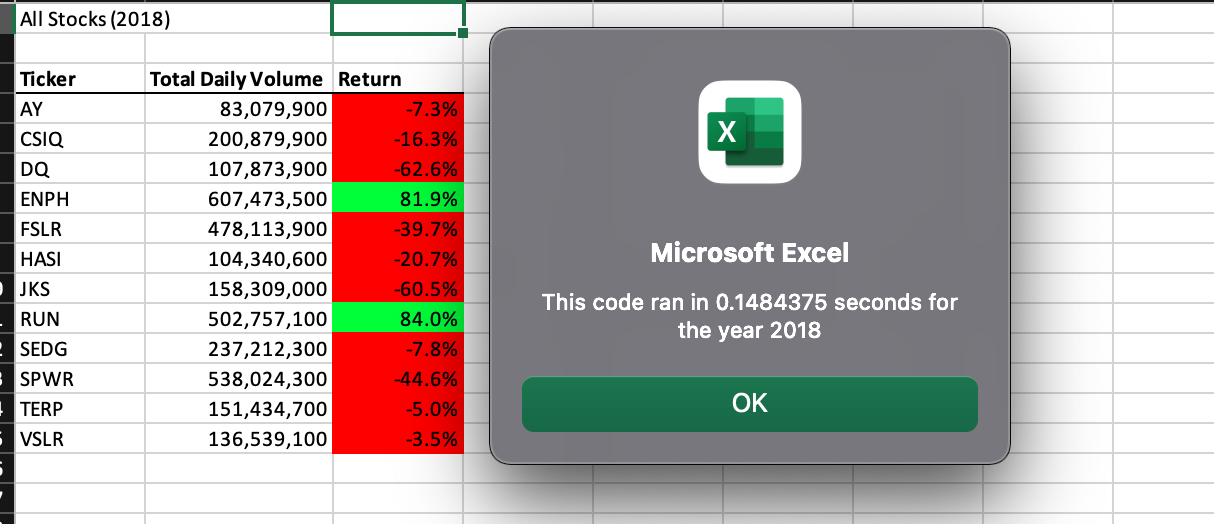 All Stocks (2018)
Ticker Total Daily Volume Return
AY 83,079,900 -7.3%
CSIQ 200,879,900 -16.3%
DQ 107,873,900 -62.6%
ENPH 607,473,500 81.9%
FSLR 478,113,900 -39.7%
HASI 104,340,600 -20.7%
JKS 158,309,000 -60.5%
RUN 502,757,100 84.0%
SEDG 237,212,300 -7.8%
SPWR 538,024,300 -44.6%
TERP 151,434,700 -5.0%
VSLR 136,539,100 -3.5%
X
Microsoft Excel
This code ran in 0.1484375 seconds for
the year 2018
OK